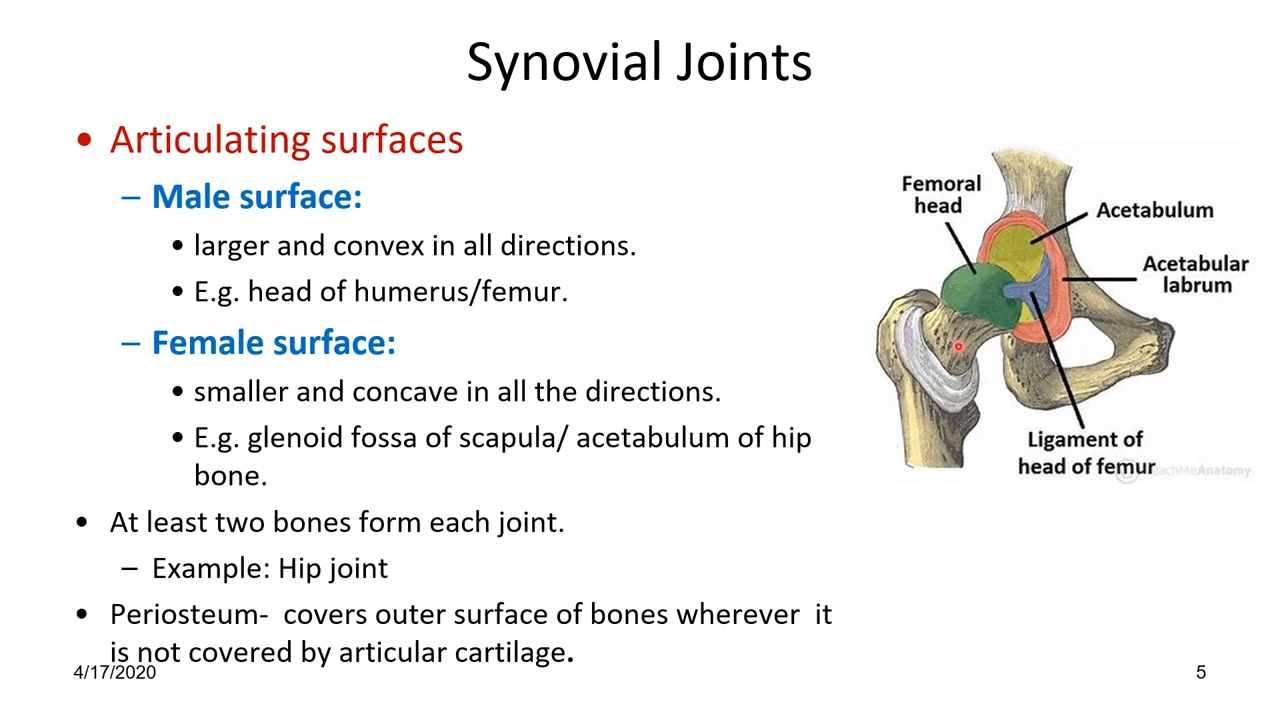 Synovial Joints
• Articulating surfaces
– Male surface:
• larger and convex in all directions.
• E.g. head of humerus/femur.
– Female surface:
• smaller and concave in all the directions.
• E.g. glenoid fossa of scapula/ acetabulum of hip
bone.
• At least two bones form each joint.
– Example: Hip joint
• Periosteum- covers outer surface of bones wherever it
is not covered by articular cartilage.
Femoral
head
Acetabulum
Acetabular
labrum
Ligament of
head of femur
TeachMeAnatomy
4/17/2020
5